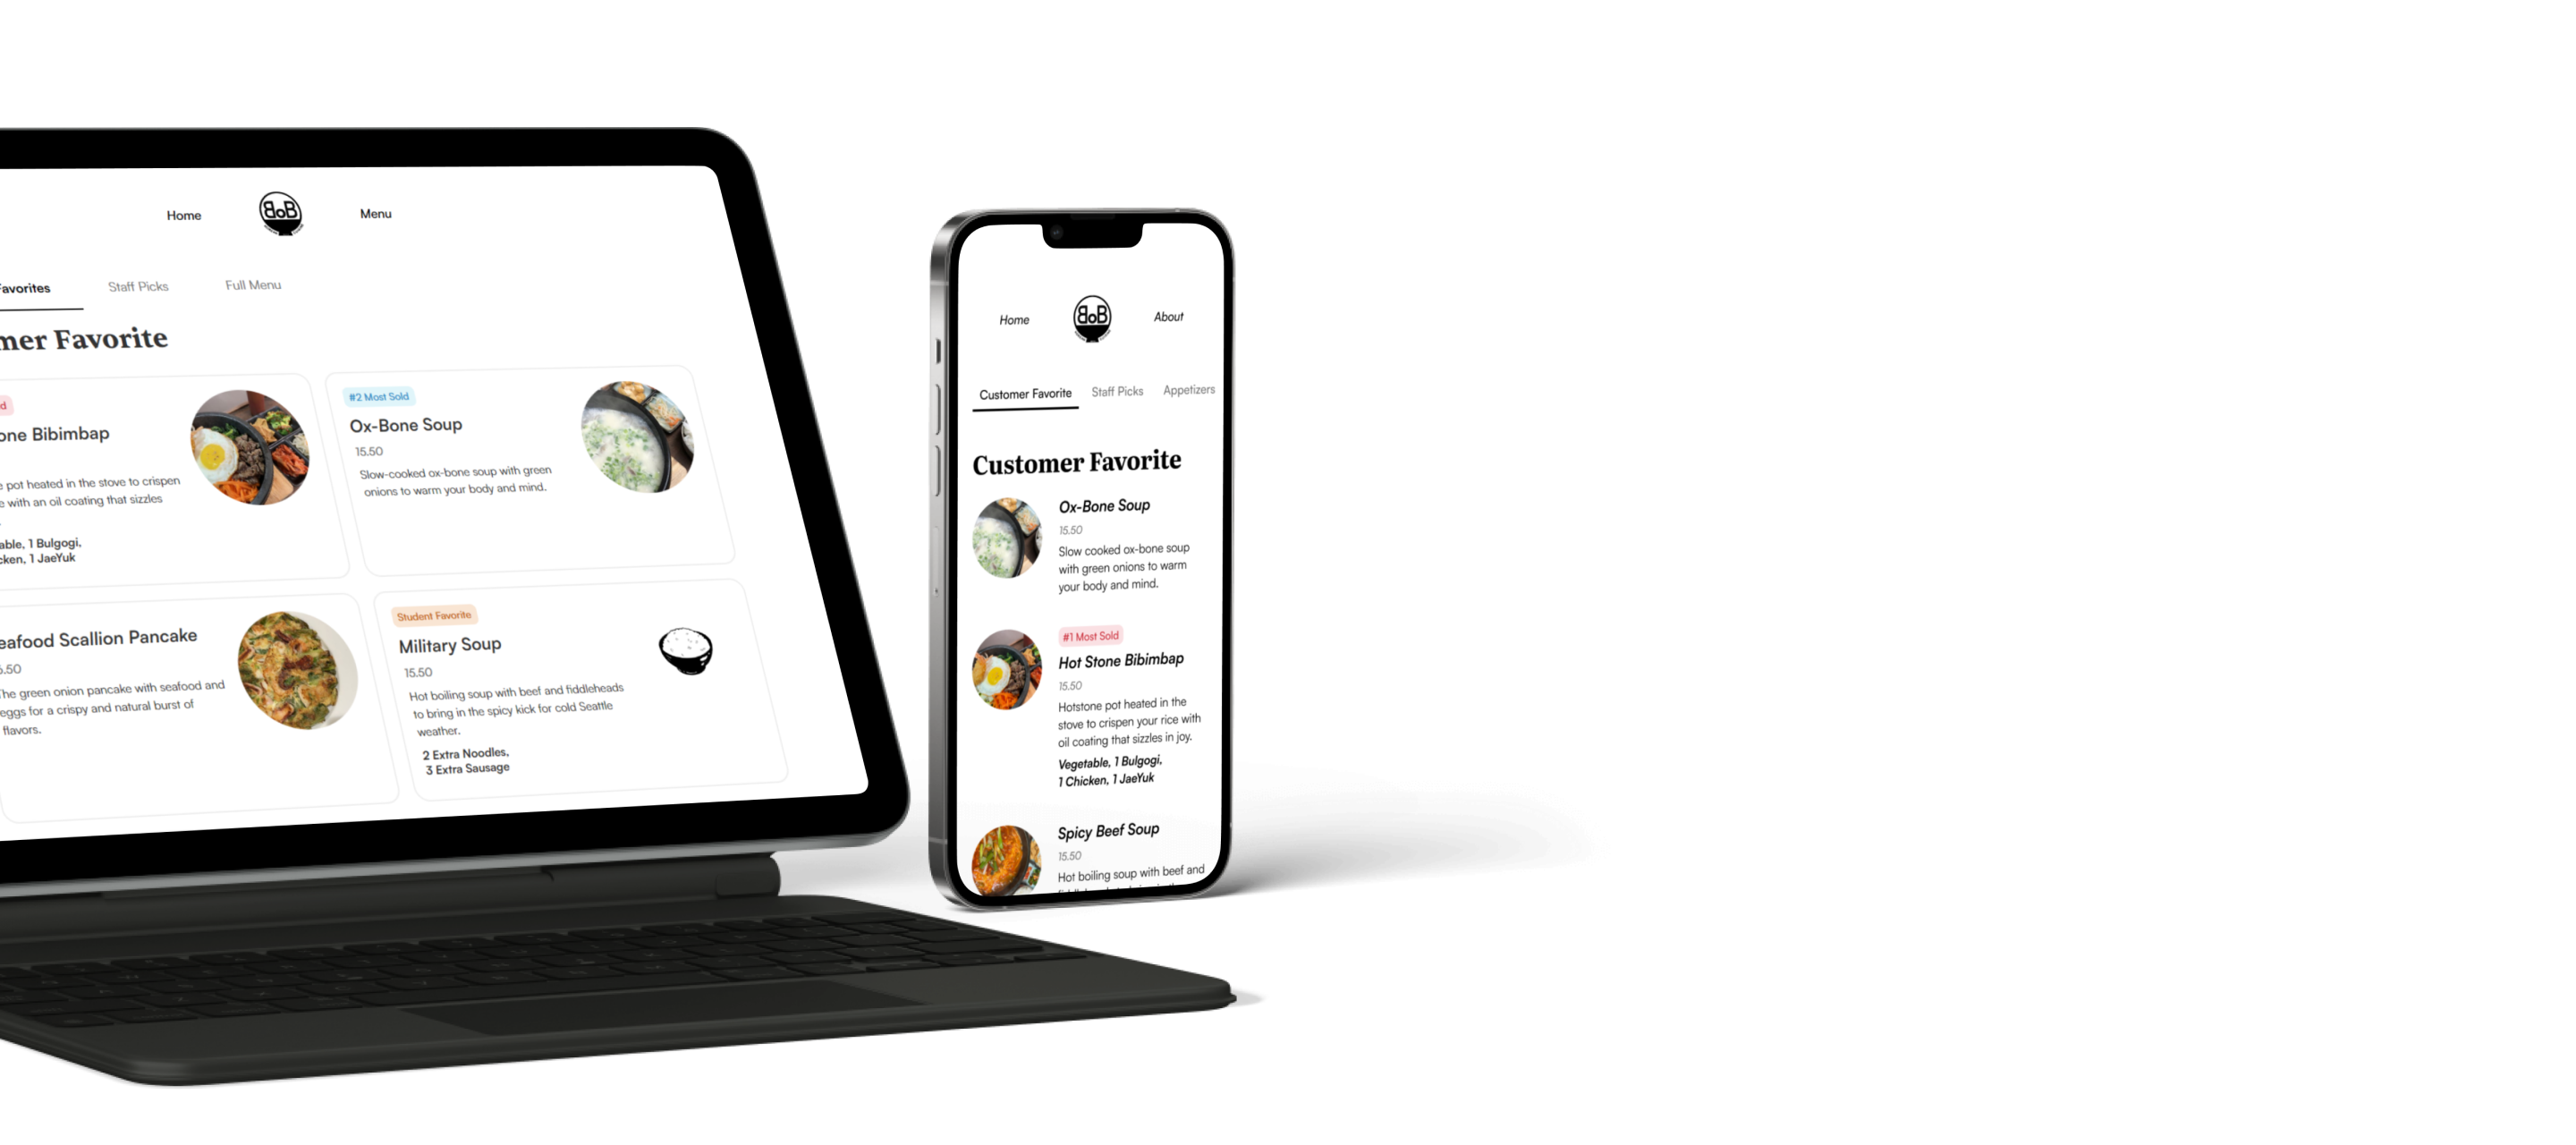 Home
BoB
Menu
Favorites
Staff Picks
Full Menu
mer Favorite
d
one Bibimbap
pot heated in the stove to crispen
with an oil coating that sizzles
able, 1 Bulgogi,
cken, 1 JaeYuk
#2 Most Sold
Ox-Bone Soup
15.50
Slow-cooked ox-bone soup with green
onions to warm your body and mind.
eafood Scallion Pancake
5.50
The green onion pancake with seafood and
eggs for a crispy and natural burst of
flavors.
Student Favorite
Military Soup
15.50
Hot boiling soup with beef and fiddleheads
to bring in the spicy kick for cold Seattle
weather.
2 Extra Noodles,
3 Extra Sausage
Home
BoB
About
Customer Favorite
Staff Picks
Appetizers
Customer Favorite
Ox-Bone Soup
15.50
Slow cooked ox-bone soup
with green onions to warm
your body and mind.
#1 Most Sold
Hot Stone Bibimbap
15.50
Hotstone pot heated in the
stove to crispen your rice with
oil coating that sizzles in joy.
Vegetable, 1 Bulgogi,
1 Chicken, 1 JaeYuk
Spicy Beef Soup
15.50
Hot boiling soup with beef and